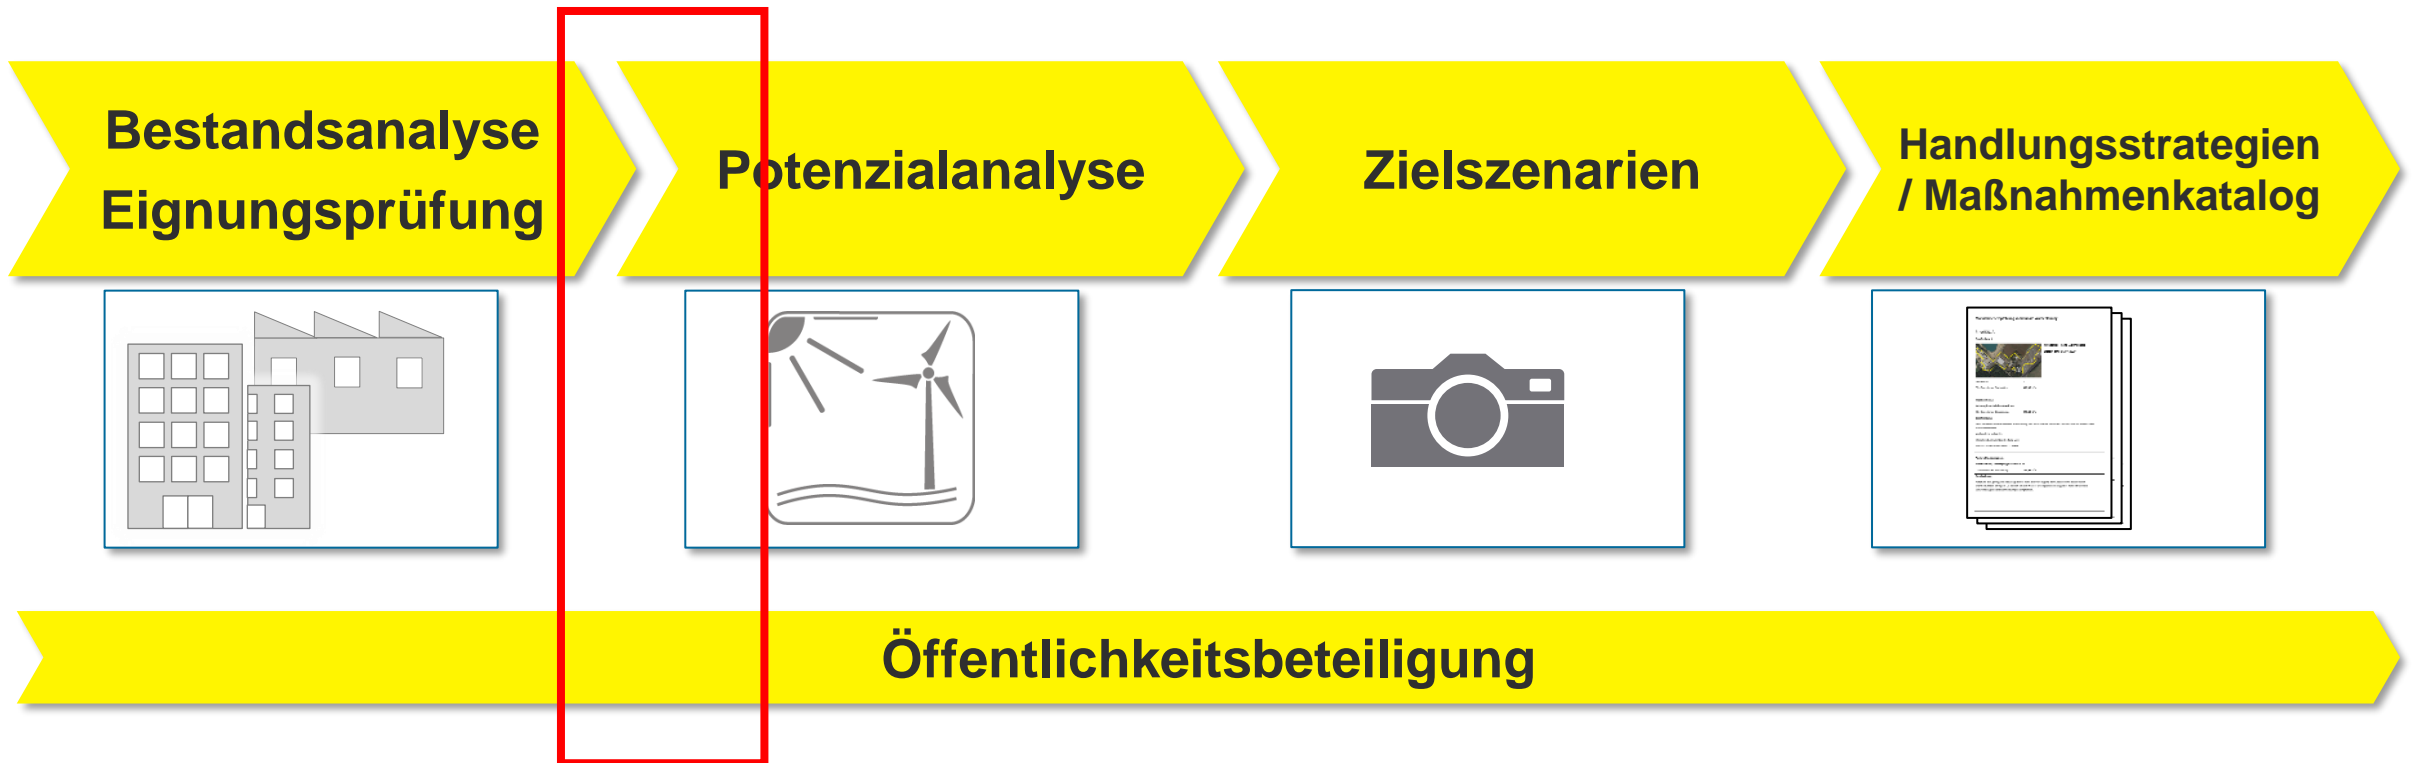 Bestandsanalyse
Eignungsprüfung
Potenzialanalyse
Zielszenarien
Handlungsstrategien
/ Maßnahmenkatalog
Öffentlichkeitsbeteiligung